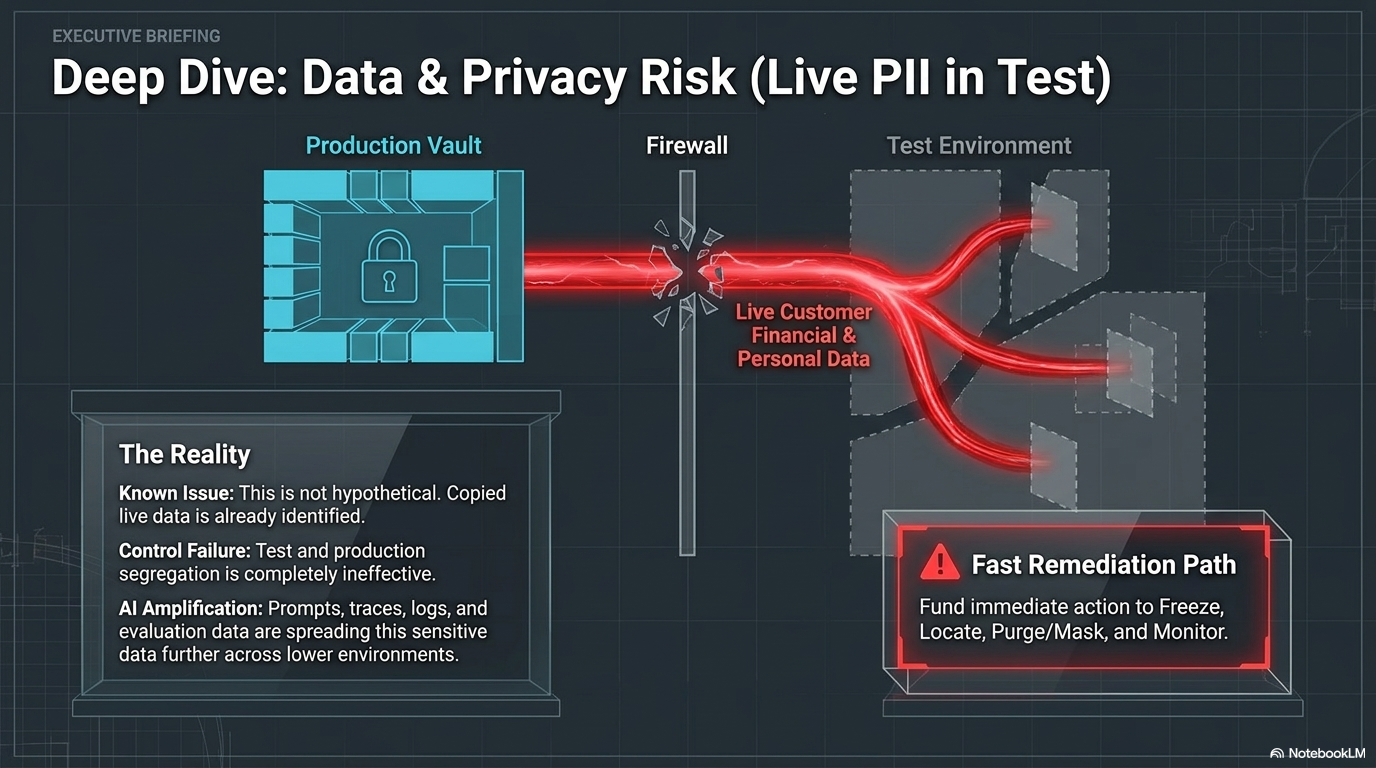 EXECUTIVE BRIEFING
Deep Dive: Data & Privacy Risk (Live PII in Test)
Production Vault
Firewall
Test Environment
Live Customer
Financial &
Personal Data
The Reality
Known Issue: This is not hypothetical. Copied
live data is already identified.
Control Failure: Test and production
segregation is completely ineffective.
AI Amplification: Prompts, traces, logs, and
evaluation data are spreading this sensitive
data further across lower environments.
Fast Remediation Path
Fund immediate action to Freeze,
Locate, Purge/Mask, and Monitor.
NotebookLM